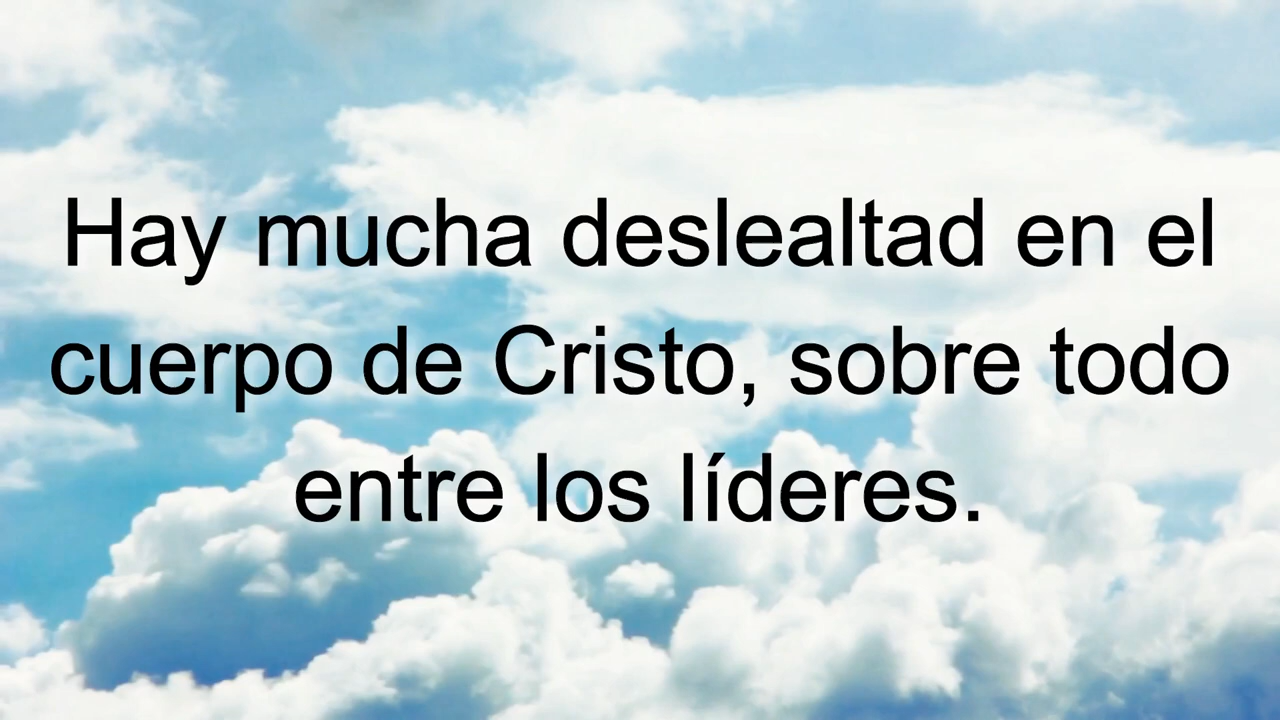 Hay mucha deslealtad en el
cuerpo de Cristo, sobre todo
entre los líderes.